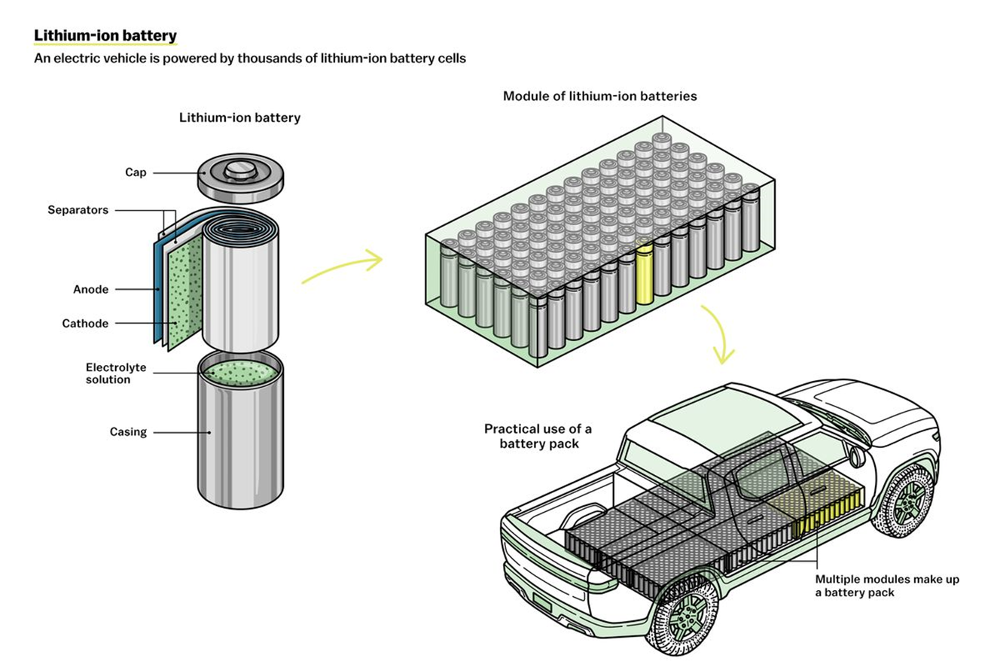 Lithium-ion battery
An electric vehicle is powered by thousands of lithium-ion battery cells
Lithium-ion battery
Cap
Separators
Anode
Cathode
Electrolyte
solution
Casing
Module of lithium-ion batteries
Practical use of a
battery pack
Multiple modules make up
a battery pack